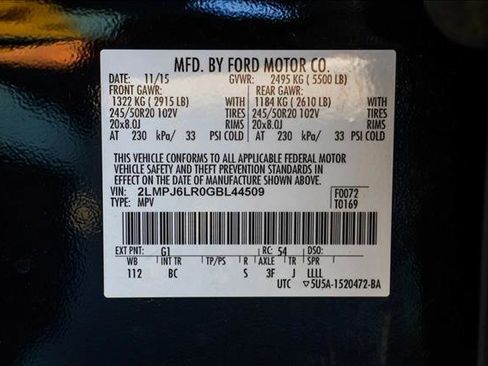 MFD. BY FORD MOTOR CO.
DATE: 11/15 GVWR: 2495 KG ( 5500 LB)
FRONT GAWR: REAR GAWR:
1322 KG ( 2915 LB) WITH 1184 KG ( 2610 LB) WITH
245/50R20 102V TIRES 245/50R20 102V TIRES
20x8.0J RIMS 20x8.0J RIMS
AT 230 kPa/ 33 PSI COLD AT 230 kPa/ 33 PSI COLD
THIS VEHICLE CONFORMS TO ALL APPLICABLE FEDERAL MOTOR
VEHICLE SAFETY AND THEFT PREVENTION STANDARDS IN
EFFECT ON THE DATE OF MANUFACTURE SHOWN ABOVE.
VIN: 2LMPJ6LR0GBL44509 F0072
TYPE: MPV T0169
EXT PNT: G1 RC: 54 DSO:
WB INT TR TP/PS R AXLE TR SPR
112 BC S 3F J LLLL
UTC ▽5U5A-1520472-BA